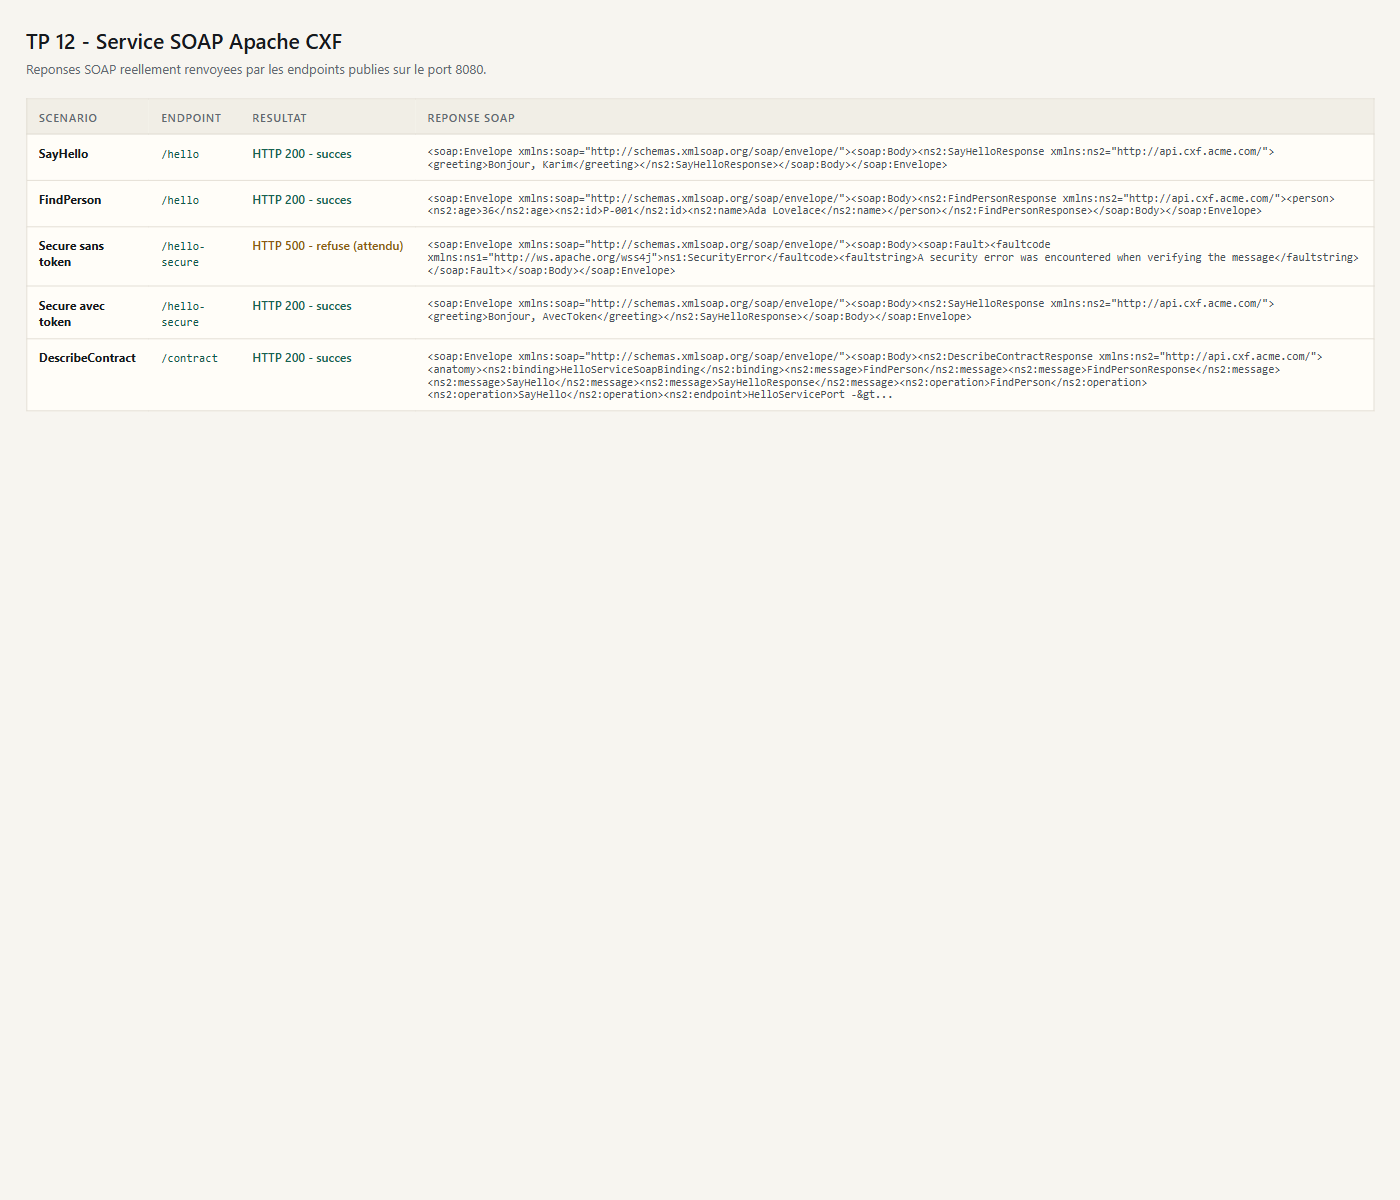 TP 12 - Service SOAP Apache CXF
Reponses SOAP reellement renvoyees par les endpoints publies sur le port 8080.
SCENARIO ENDPOINT RESULTAT REPONSE SOAP
SayHello /hello HTTP 200 - succes <soap:Envelope xmlns:soap="http://schemas.xmlsoap.org/soap/envelope/"><soap:Body><ns2:SayHelloResponse xmlns:ns2="http://api.cxf.acme.com/">
<greeting>Bonjour, Karim</greeting></ns2:SayHelloResponse></soap:Body></soap:Envelope>
FindPerson /hello HTTP 200 - succes <soap:Envelope xmlns:soap="http://schemas.xmlsoap.org/soap/envelope/"><soap:Body><ns2:FindPersonResponse xmlns:ns2="http://api.cxf.acme.com/"><person>
<ns2:age>36</ns2:age><ns2:id>P-001</ns2:id><ns2:name>Ada Lovelace</ns2:name></person></ns2:FindPersonResponse></soap:Body></soap:Envelope>
Secure sans /hello- HTTP 500 - refuse (attendu) <soap:Envelope xmlns:soap="http://schemas.xmlsoap.org/soap/envelope/"><soap:Body><soap:Fault><faultcode
token secure xmlns:ns1="http://ws.apache.org/wss4j">ns1:SecurityError</faultcode><faultstring>A security error was encountered when verifying the message</faultstring>
</soap:Fault></soap:Body></soap:Envelope>
Secure avec /hello- HTTP 200 - succes <soap:Envelope xmlns:soap="http://schemas.xmlsoap.org/soap/envelope/"><soap:Body><ns2:SayHelloResponse xmlns:ns2="http://api.cxf.acme.com/">
token secure <greeting>Bonjour, AvecToken</greeting></ns2:SayHelloResponse></soap:Body></soap:Envelope>
DescribeContract /contract HTTP 200 - succes <soap:Envelope xmlns:soap="http://schemas.xmlsoap.org/soap/envelope/"><soap:Body><ns2:DescribeContractResponse xmlns:ns2="http://api.cxf.acme.com/">
<anatomy><ns2:binding>HelloServiceSoapBinding</ns2:binding><ns2:message>FindPerson</ns2:message><ns2:message>FindPersonResponse</ns2:message>
<ns2:message>SayHello</ns2:message><ns2:message>SayHelloResponse</ns2:message><ns2:operation>FindPerson</ns2:operation>
<ns2:operation>SayHello</ns2:operation><ns2:endpoint>HelloServicePort -&gt...